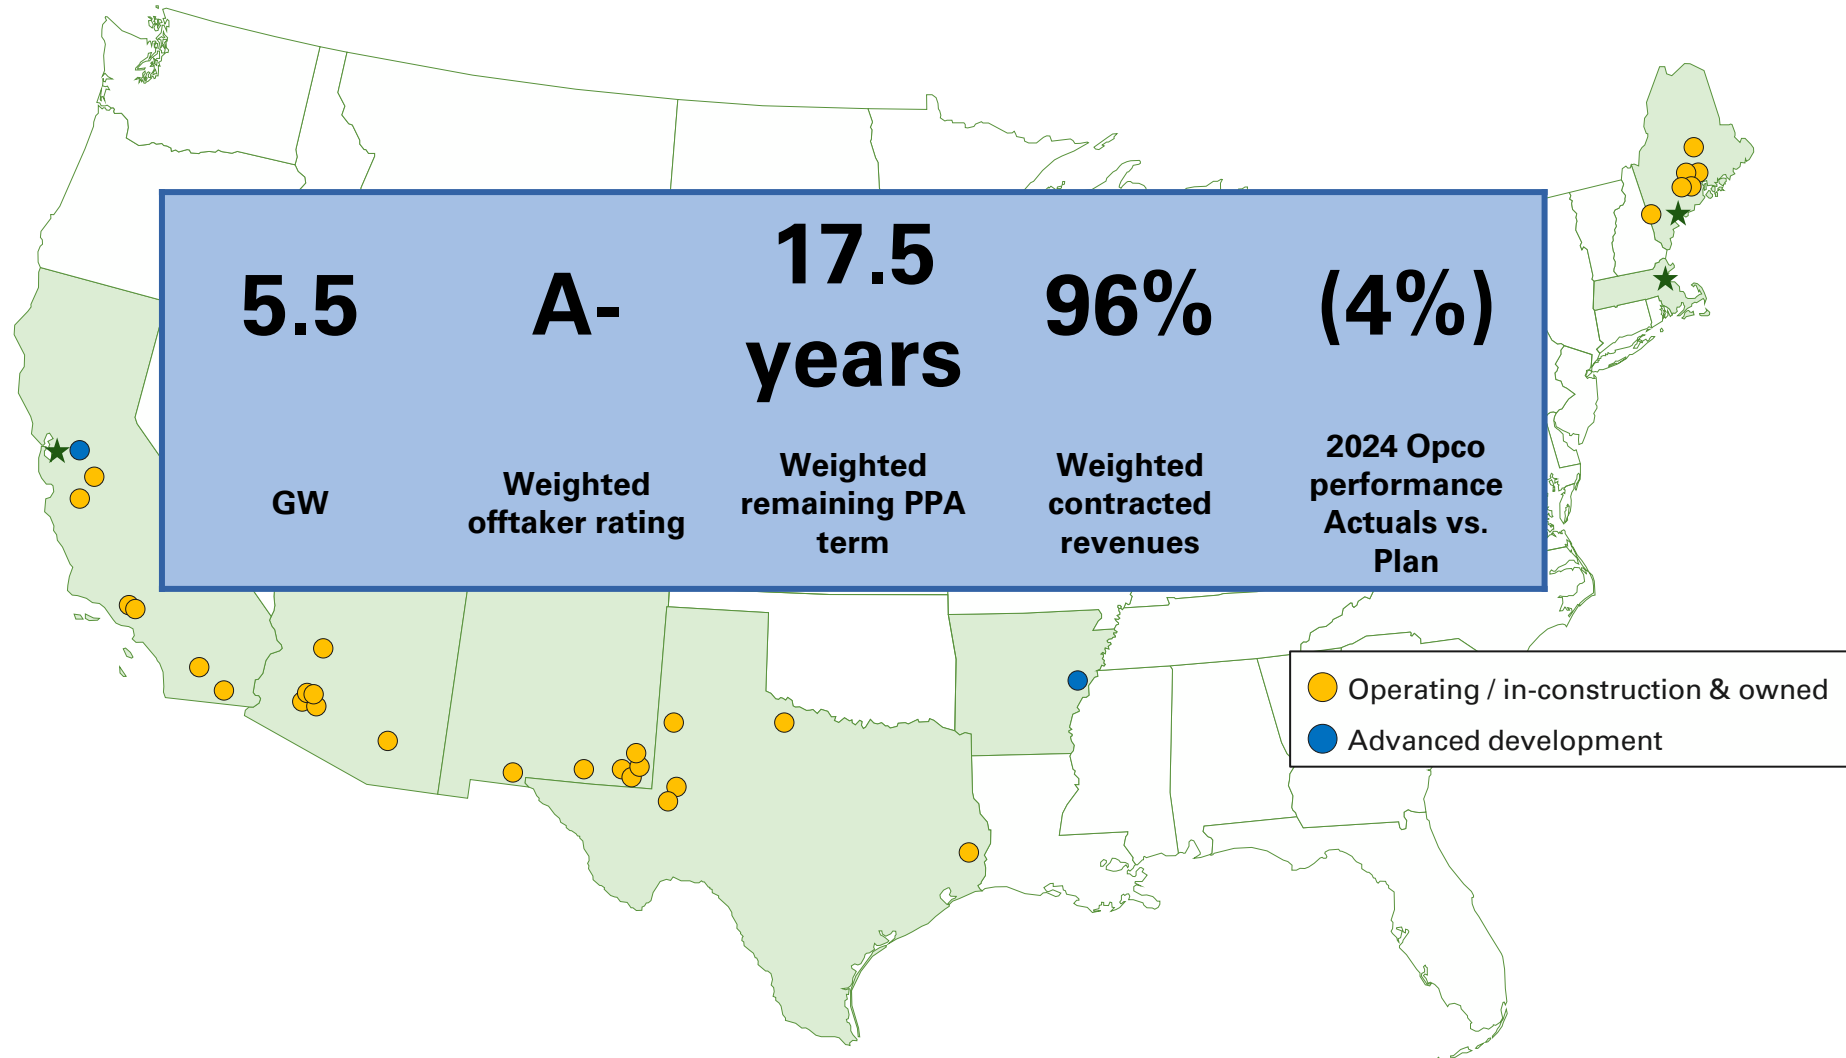 5.5
GW
A-
Weighted
offtaker rating
17.5
years
Weighted
remaining PPA
term
96%
Weighted
contracted
revenues
(4%)
2024 Opco
performance
Actuals vs.
Plan
Operating / in-construction & owned
Advanced development